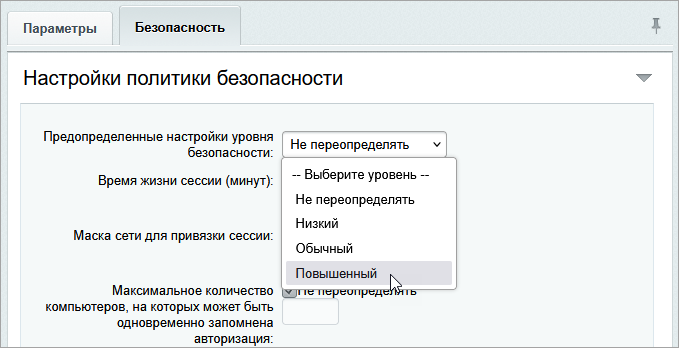 Параметры
Безопасность
Настройки политики безопасности
Предопределенные настройки уровня
безопасности:
Не переопределять
-- Выберите уровень --
Не переопределять
Низкий
Обычный
Повышенный
Время жизни сессии (минут):
Маска сети для привязки сессии:
Максимальное количество
компьютеров, на которых может быть
одновременно запомнена
авторизация:
Не переопределять